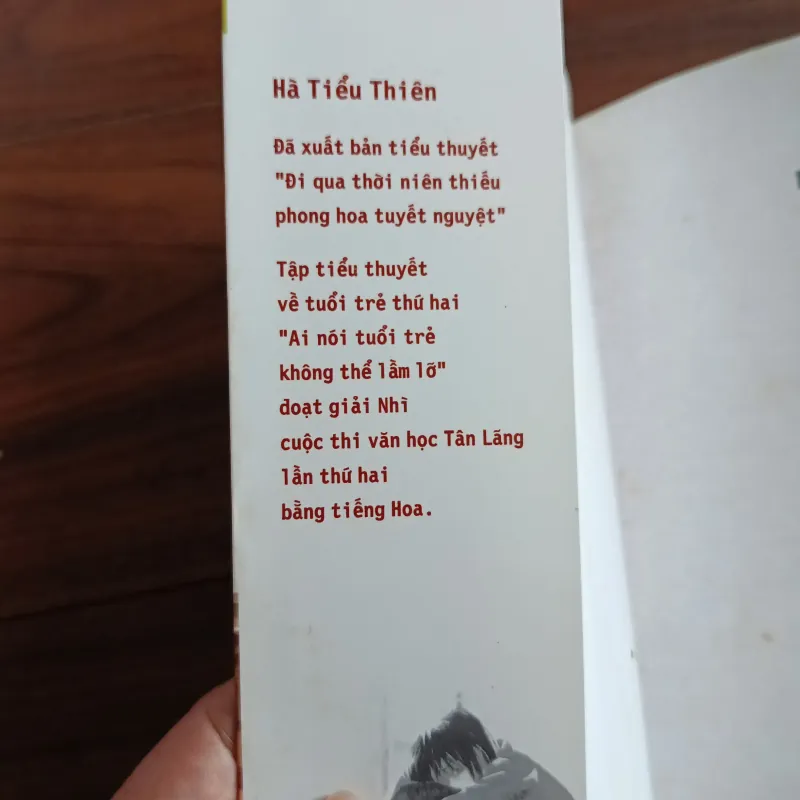 Hà Tiểu Thiên
Đã xuất bản tiểu thuyết
"Đi qua thời niên thiếu
phong hoa tuyết nguyệt"
Tập tiểu thuyết
về tuổi trẻ thứ hai
"Ai nói tuổi trẻ
không thể lầm lỡ"
đoạt giải Nhì
cuộc thi văn học Tân Lãng
lần thứ hai
bằng tiếng Hoa.